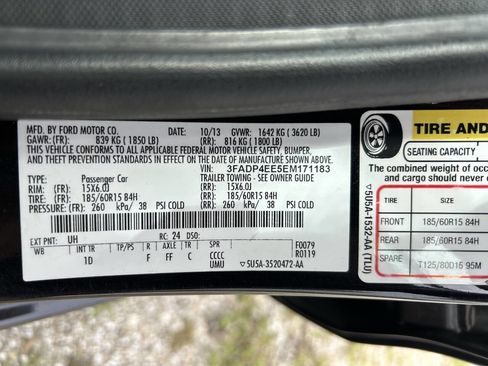 MFD. BY FORD MOTOR CO.
DATE: 10/13 GVWR: 1642 KG ( 3620 LB)
GAWR: (FR): 839 KG ( 1850 LB) (RR): 816 KG ( 1800 LB)
THIS VEHICLE CONFORMS TO ALL APPLICABLE FEDERAL MOTOR VEHICLE SAFETY, BUMPER,
AND THEFT PREVENTION STANDARDS IN EFFECT ON THE DATE OF MANUFACTURE SHOWN ABOVE.
VIN: 3FADP4EE5EM171183
TYPE: Passenger Car TRAILER TOWING - SEE OWNER GUIDE
RIM: (FR): 15X6.0J (RR): 15X6.0J
TIRE: (FR): 185/60R15 84H (RR): 185/60R15 84H
PRESSURE: (FR): 260 kPa/ 38 PSI COLD (RR): 260 kPa/ 38 PSI COLD
EXT PNT: UH RC: 24 DSO: F0079
WB INT TR TP/PS R AXLE TR SPR R0119
1D F FF C CCCC
UMU ▽5U5A-3520472-AA
▽5U5A-1532-AA (TLU)
TIRE AN
SEATING CAPACITY
The combined weight of occ
and cargo should never ex
TIRE SIZE
FRONT 185/60R15 84H
REAR 185/60R15 84H
SPARE T125/80D15 95M